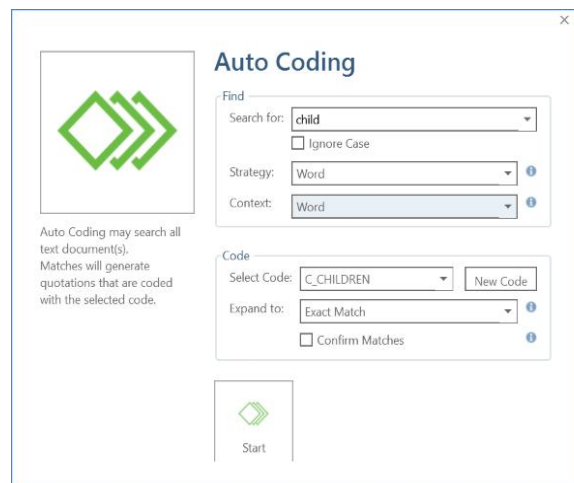 Auto Coding
Find
Search for: child
Ignore Case
Strategy: Word
Context: Word
Auto Coding may search all
text document(s).
Matches will generate
quotations that are coded
with the selected code.
Code
Select Code: C_CHILDREN New Code
Expand to: Exact Match
Confirm Matches
Start